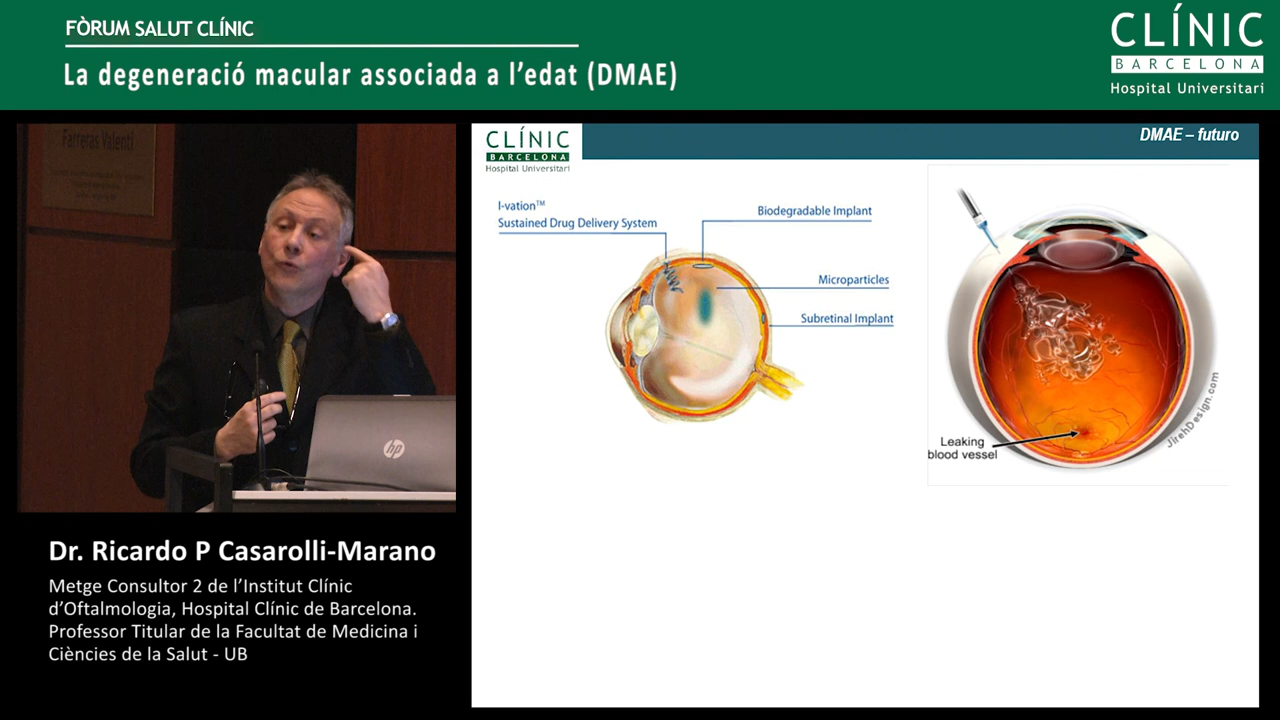 FÒRUM SALUT CLÍNIC
La degeneració macular associada a l'edat (DMAE)
CLÍNIC
BARCELONA
Hospital Universitari
Farreras Valentí
CLÍNIC
BARCELONA
Hospital Universitari
DMAE – futuro
I-vation™
Sustained Drug Delivery System
Biodegradable Implant
Microparticles
Subretinal Implant
Leaking
blood vessel
JirehDesign.com
hp
Dr. Ricardo P Casarolli-Marano
Metge Consultor 2 de l'Institut Clínic
d'Oftalmologia, Hospital Clínic de Barcelona.
Professor Titular de la Facultat de Medicina i
Ciències de la Salut - UB